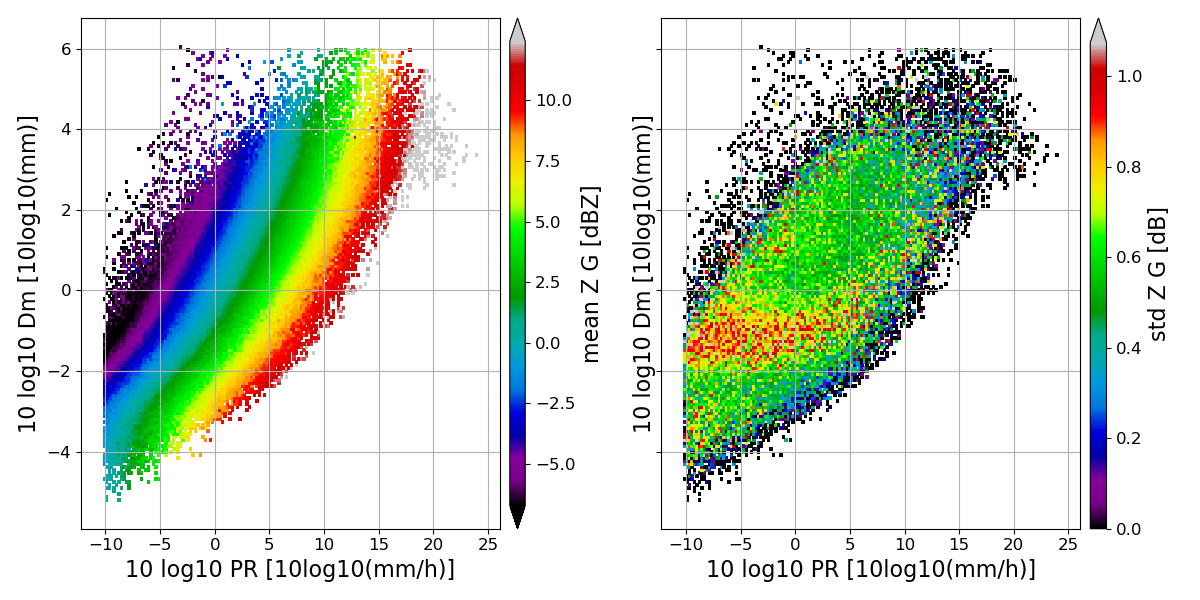 6
4
2
0
−2
−4
−10 −5 0 5 10 15 20 25
10 log10 PR [10log10(mm/h)]
10 log10 Dm [10log10(mm)]
10.0
7.5
5.0
2.5
0.0
−2.5
−5.0
mean Z G [dBZ]
−10 −5 0 5 10 15 20 25
10 log10 PR [10log10(mm/h)]
10 log10 Dm [10log10(mm)]
1.0
0.8
0.6
0.4
0.2
0.0
std Z G [dB]